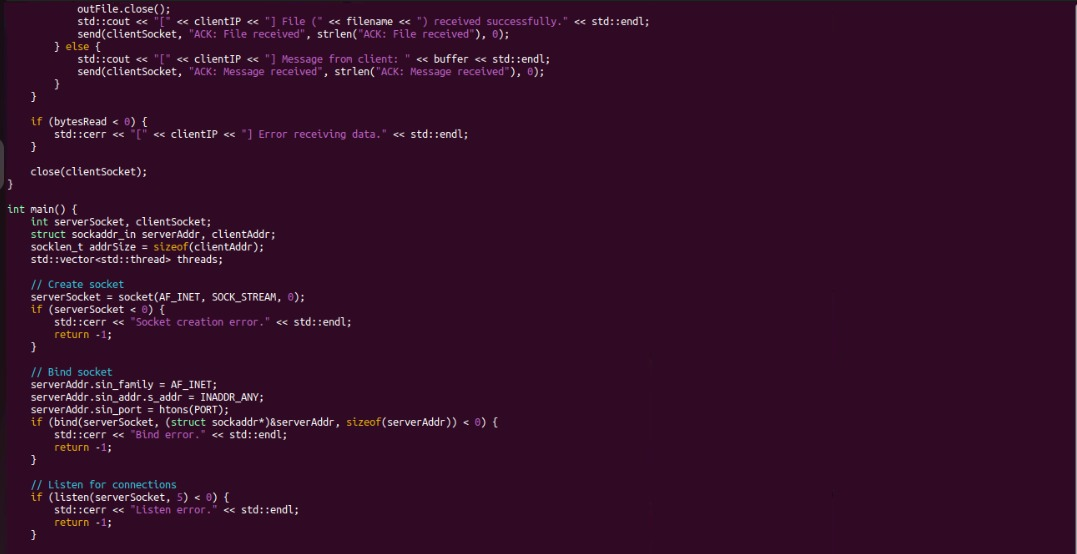 outFile.close();
            std::cout << "[" << clientIP << "] File (" << filename << ") received successfully." << std::endl;
            send(clientSocket, "ACK: File received", strlen("ACK: File received"), 0);
        } else {
            std::cout << "[" << clientIP << "] Message from client: " << buffer << std::endl;
            send(clientSocket, "ACK: Message received", strlen("ACK: Message received"), 0);
        }
    }

    if (bytesRead < 0) {
        std::cerr << "[" << clientIP << "] Error receiving data." << std::endl;
    }

    close(clientSocket);
}

int main() {
    int serverSocket, clientSocket;
    struct sockaddr_in serverAddr, clientAddr;
    socklen_t addrSize = sizeof(clientAddr);
    std::vector<std::thread> threads;

    // Create socket
    serverSocket = socket(AF_INET, SOCK_STREAM, 0);
    if (serverSocket < 0) {
        std::cerr << "Socket creation error." << std::endl;
        return -1;
    }

    // Bind socket
    serverAddr.sin_family = AF_INET;
    serverAddr.sin_addr.s_addr = INADDR_ANY;
    serverAddr.sin_port = htons(PORT);
    if (bind(serverSocket, (struct sockaddr*)&serverAddr, sizeof(serverAddr)) < 0) {
        std::cerr << "Bind error." << std::endl;
        return -1;
    }

    // Listen for connections
    if (listen(serverSocket, 5) < 0) {
        std::cerr << "Listen error." << std::endl;
        return -1;
    }